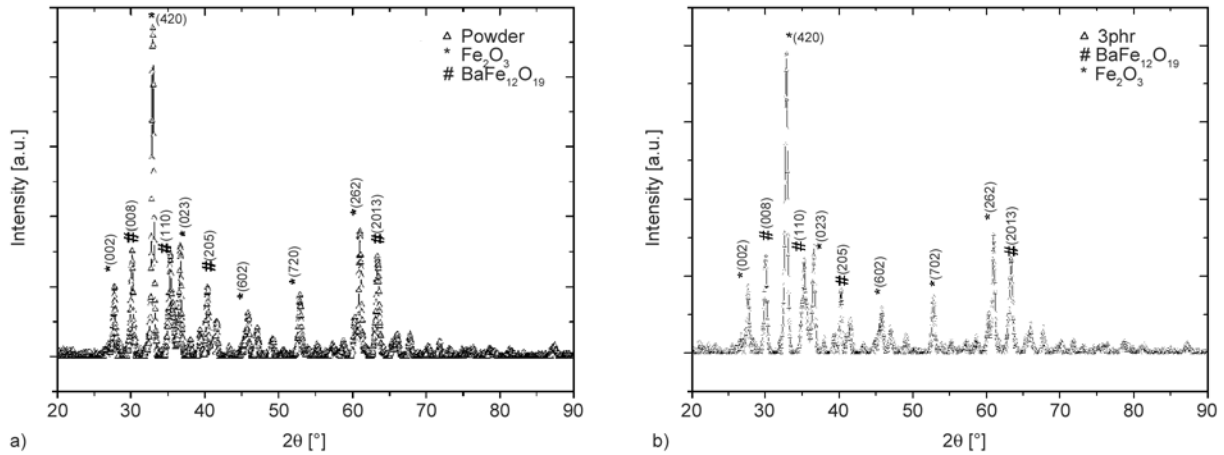 *(420)
△ Powder
* Fe₂O₃
# BaFe₁₂O₁₉
*(002)
#(008)
#(110)
*(023)
#(205)
*(602)
*(720)
*(262)
#(2013)
Intensity [a.u.]
20 30 40 50 60 70 80 90
2θ [°]
a)
*(420)
△ 3phr
# BaFe₁₂O₁₉
* Fe₂O₃
*(002)
#(008)
#(110)
*(023)
#(205)
*(602)
*(702)
*(262)
#(2013)
Intensity [a.u.]
20 30 40 50 60 70 80 90
2θ [°]
b)